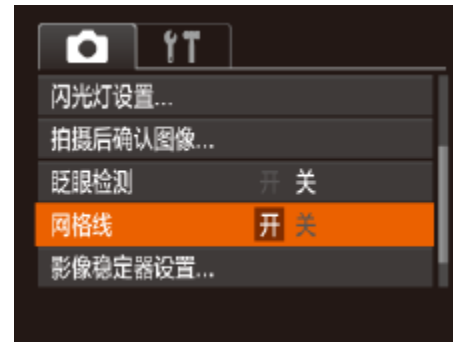 闪光灯设置...
拍摄后确认图像...
眨眼检测 开 关
网格线 开 关
影像稳定器设置...